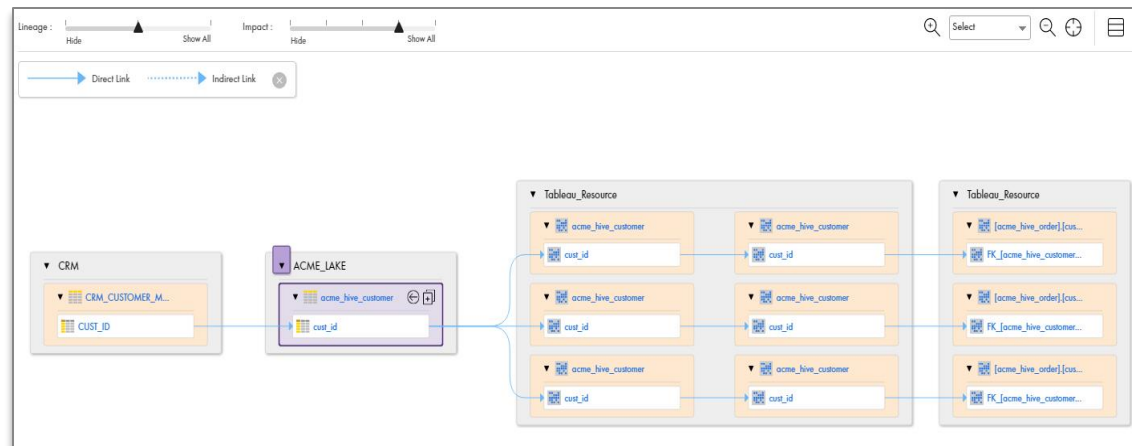 Lineage :
Hide
Show All
Impact :
Hide
Show All
Select
Direct Link
Indirect Link
CRM
CRM_CUSTOMER_M...
CUST_ID
ACME_LAKE
acme_hive_customer
cust_id
Tableau_Resource
acme_hive_customer
acme_hive_customer
cust_id
cust_id
acme_hive_customer
acme_hive_customer
cust_id
cust_id
acme_hive_customer
acme_hive_customer
cust_id
cust_id
Tableau_Resource
[acme_hive_order].[cus...
FK_[acme_hive_customer...
[acme_hive_order].[cus...
FK_[acme_hive_customer...
[acme_hive_order].[cus...
FK_[acme_hive_customer...